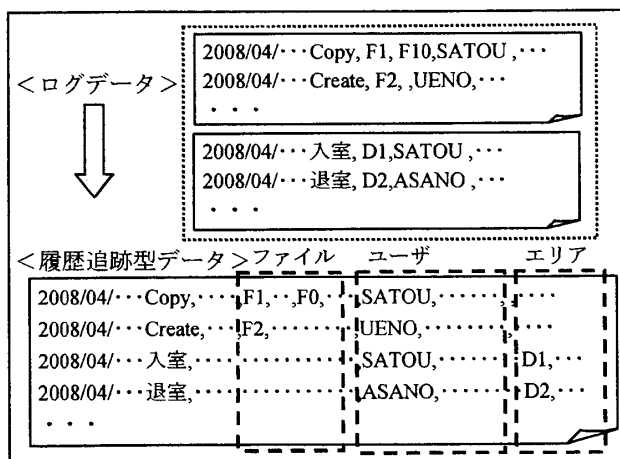 2008/04/･･･Copy, F1, F10,SATOU ,･･･
2008/04/･･･Create, F2, ,UENO,･･･
･･･
<ログデータ>
2008/04/･･･入室, D1,SATOU ,･･･
2008/04/･･･退室, D2,ASANO ,･･･
･･･
<履歴追跡型データ> ファイル ユーザ エリア
2008/04/･･･Copy,･････,F1,･･,F0,･････,SATOU,･･･････,,･････
2008/04/･･･Create,･･･,F2,･･････････,UENO,･････････,･････
2008/04/･･･入室,･･････････････････,SATOU,･･･････････D1,･･･
2008/04/･･･退室,･･････････････････,ASANO,･･･････････D2,･･･
･･･